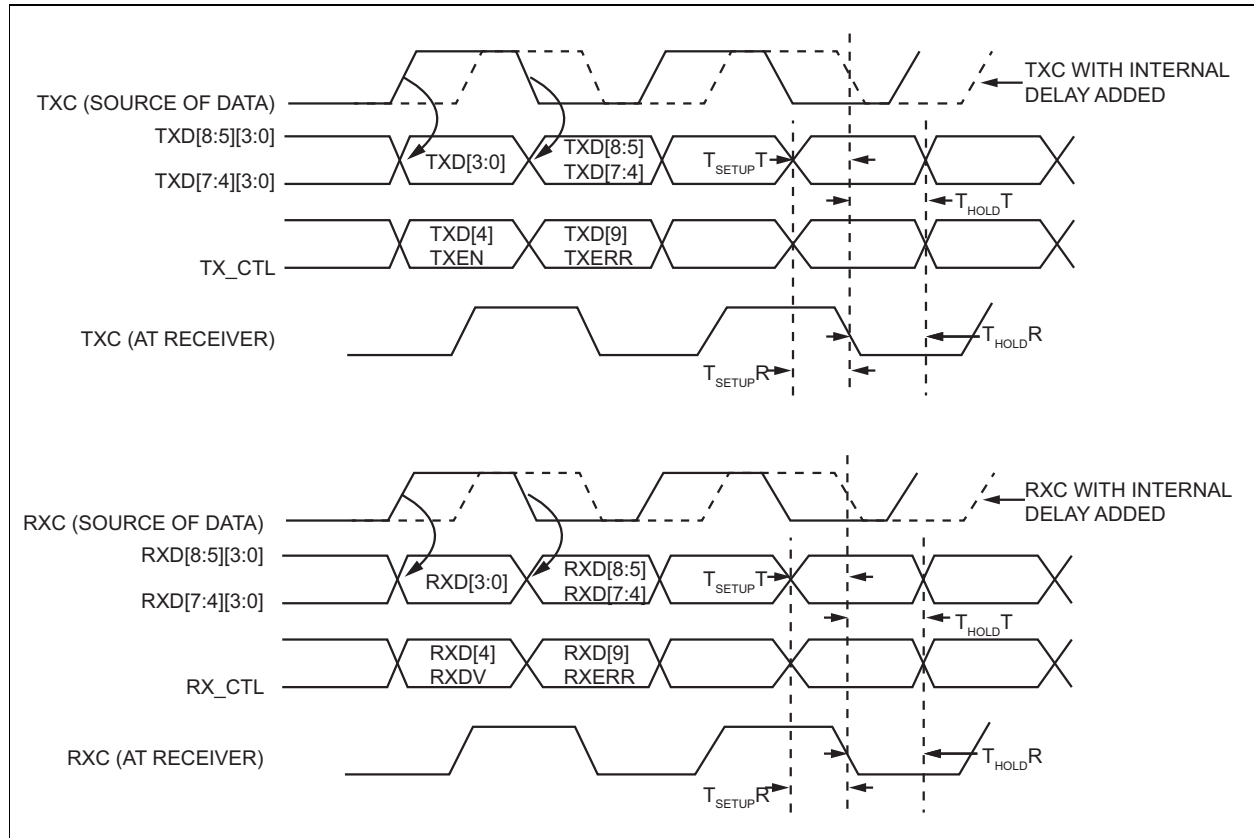 TXC (SOURCE OF DATA)
TXC WITH INTERNAL
DELAY ADDED
TXD[8:5][3:0]
TXD[7:4][3:0]
TXD[3:0]
TXD[8:5]
TXD[7:4]
TSETUPT
THOLDT
TX_CTL
TXD[4]
TXEN
TXD[9]
TXERR
TXC (AT RECEIVER)
THOLDR
TSETUPR
RXC (SOURCE OF DATA)
RXC WITH INTERNAL
DELAY ADDED
RXD[8:5][3:0]
RXD[7:4][3:0]
RXD[3:0]
RXD[8:5]
RXD[7:4]
TSETUPT
THOLDT
RX_CTL
RXD[4]
RXDV
RXD[9]
RXERR
RXC (AT RECEIVER)
THOLDR
TSETUPR